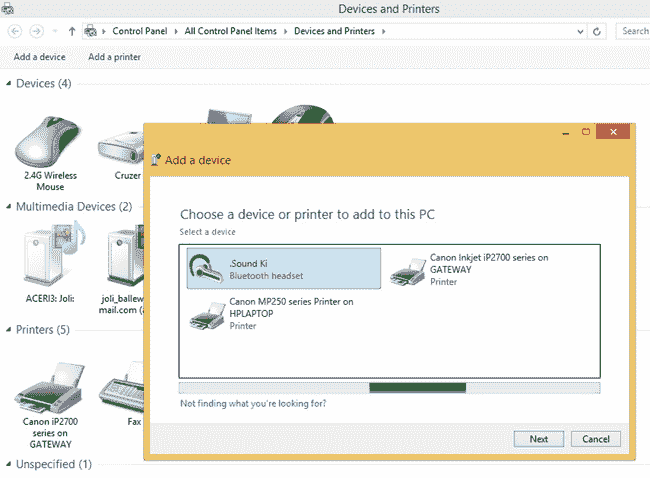 Devices and Printers
Control Panel ▸ All Control Panel Items ▸ Devices and Printers ▸
Search
Add a device Add a printer
Devices (4)
2.4G Wireless
Mouse
Cruzer
Multimedia Devices (2)
ACERI3: Joli:
joli_ballew
mail.com (a
Printers (5)
Canon iP2700
series on
GATEWAY
Fax
Unspecified (1)
Add a device
Choose a device or printer to add to this PC
Select a device
.Sound Ki
Bluetooth headset
Canon Inkjet iP2700 series on
GATEWAY
Printer
Canon MP250 series Printer on
HPLAPTOP
Printer
Not finding what you're looking for?
Next Cancel